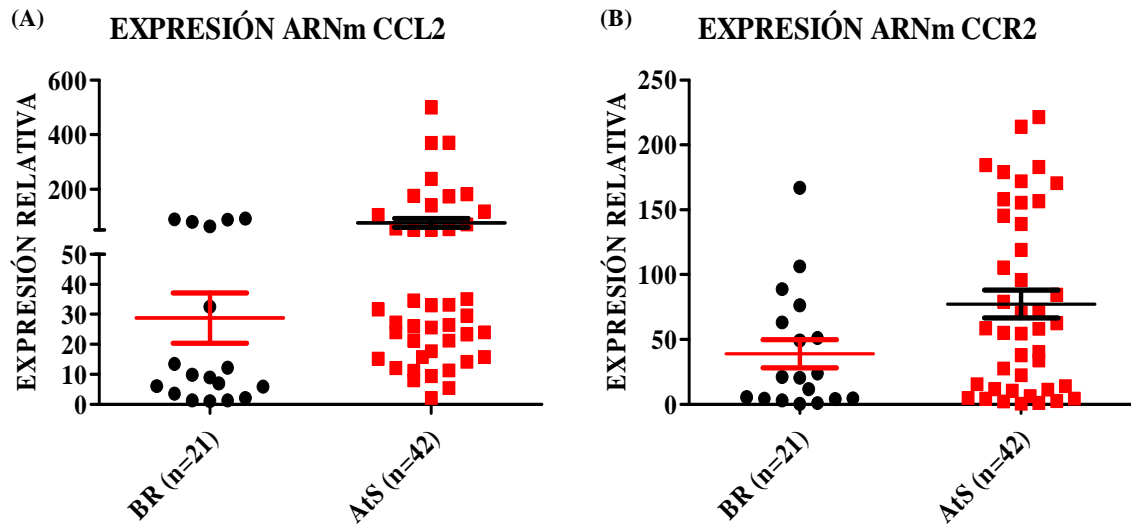 (A)
EXPRESIÓN ARNm CCL2
EXPRESIÓN RELATIVA
600
400
200
50
40
30
20
10
0
BR (n=21)
AtS (n=42)
(B)
EXPRESIÓN ARNm CCR2
EXPRESIÓN RELATIVA
250
200
150
100
50
0
BR (n=21)
AtS (n=42)